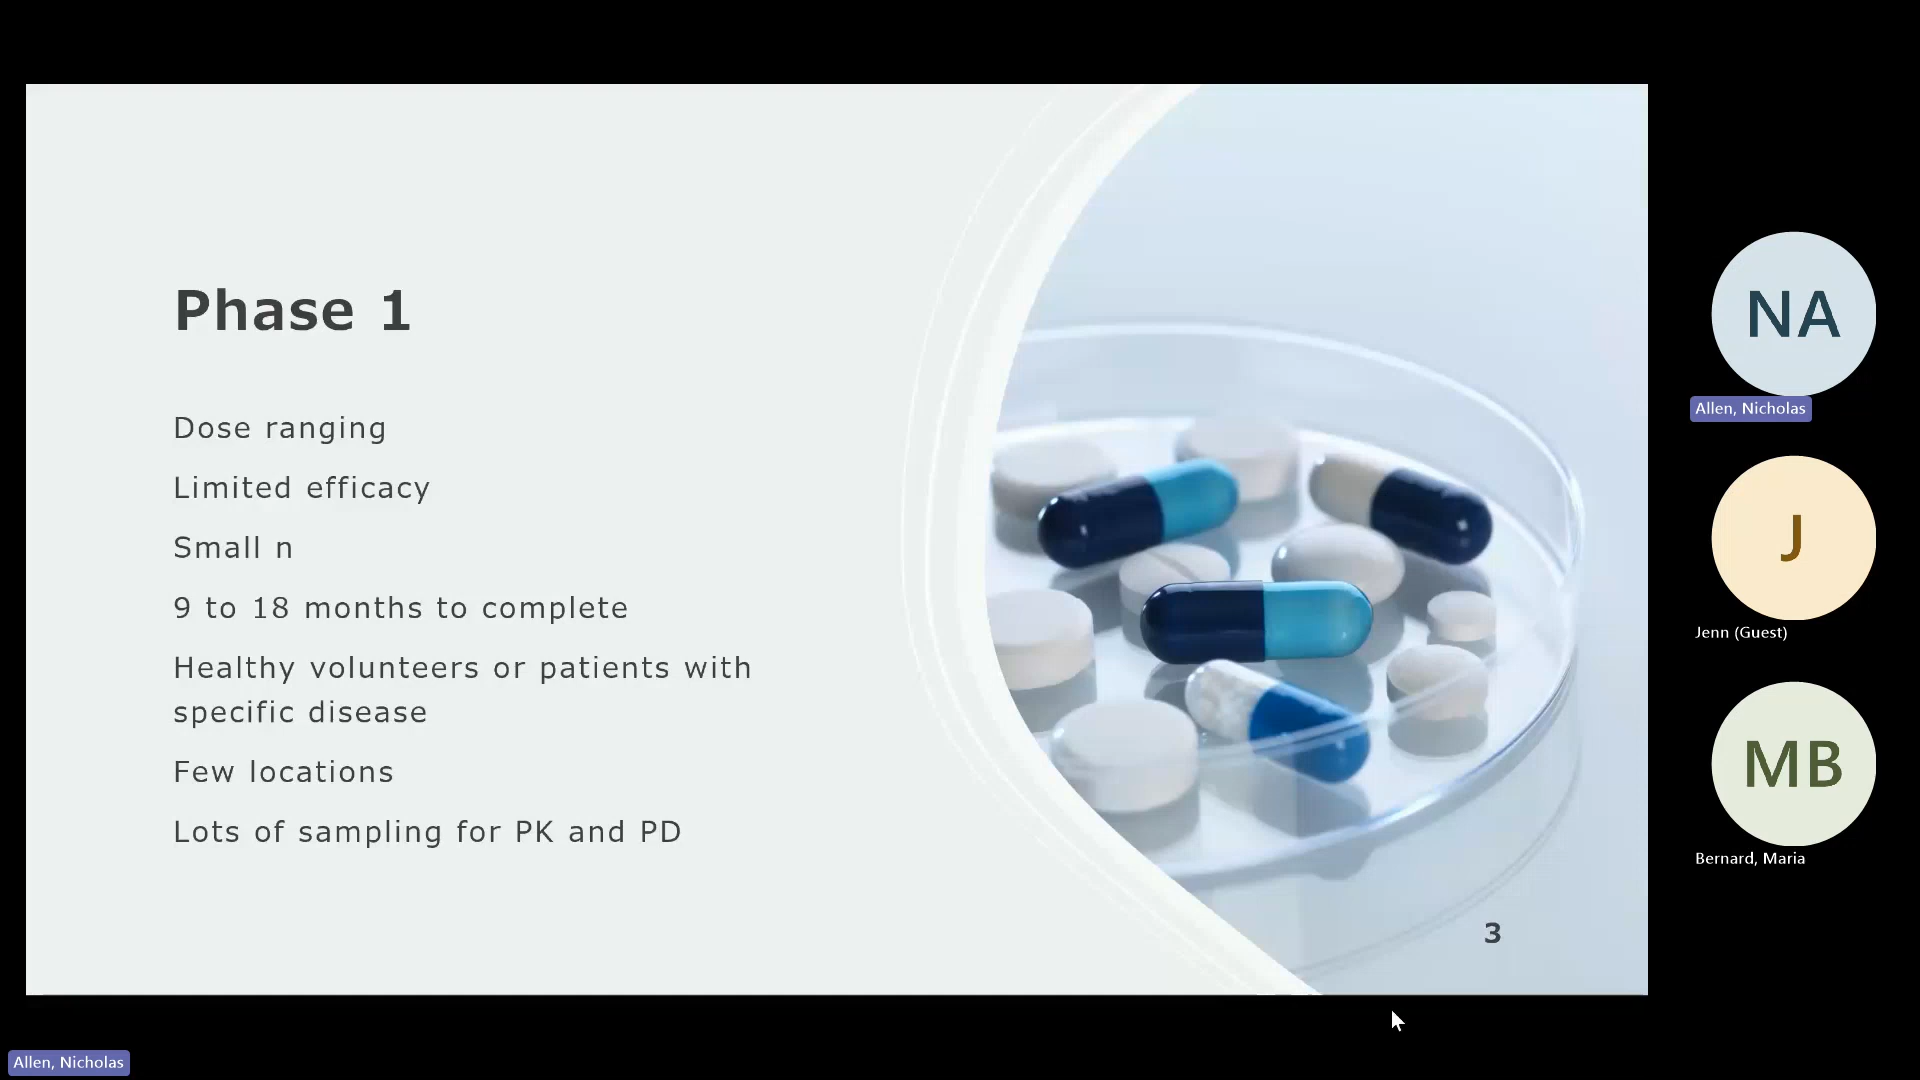 Phase 1
Dose ranging
Limited efficacy
Small n
9 to 18 months to complete
Healthy volunteers or patients with
specific disease
Few locations
Lots of sampling for PK and PD
3
NA
Allen, Nicholas
J
Jenn (Guest)
MB
Bernard, Maria
Allen, Nicholas